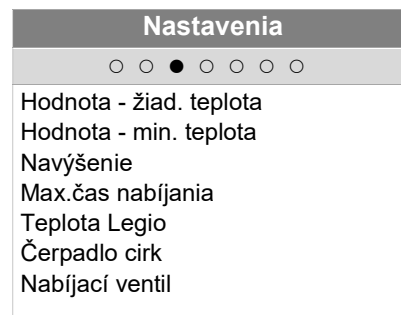 Nastavenia
Hodnota - žiad. teplota
Hodnota - min. teplota
Navýšenie
Max.čas nabíjania
Teplota Legio
Čerpadlo cirk
Nabíjací ventil